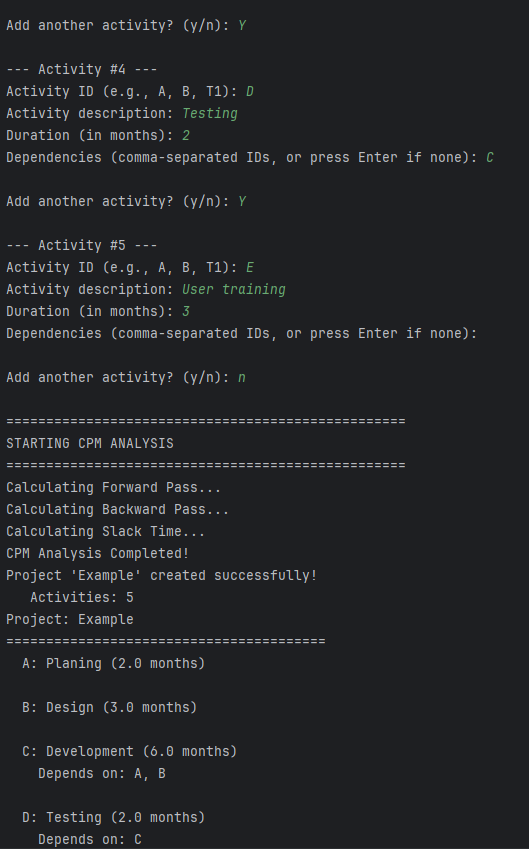 Add another activity? (y/n): Y
--- Activity #4 ---
Activity ID (e.g., A, B, T1): D
Activity description: Testing
Duration (in months): 2
Dependencies (comma-separated IDs, or press Enter if none): C
Add another activity? (y/n): Y
--- Activity #5 ---
Activity ID (e.g., A, B, T1): E
Activity description: User training
Duration (in months): 3
Dependencies (comma-separated IDs, or press Enter if none):
Add another activity? (y/n): n
==================================================
STARTING CPM ANALYSIS
==================================================
Calculating Forward Pass...
Calculating Backward Pass...
Calculating Slack Time...
CPM Analysis Completed!
Project 'Example' created successfully!
   Activities: 5
Project: Example
========================================
  A: Planing (2.0 months)
  B: Design (3.0 months)
  C: Development (6.0 months)
    Depends on: A, B
  D: Testing (2.0 months)
    Depends on: C